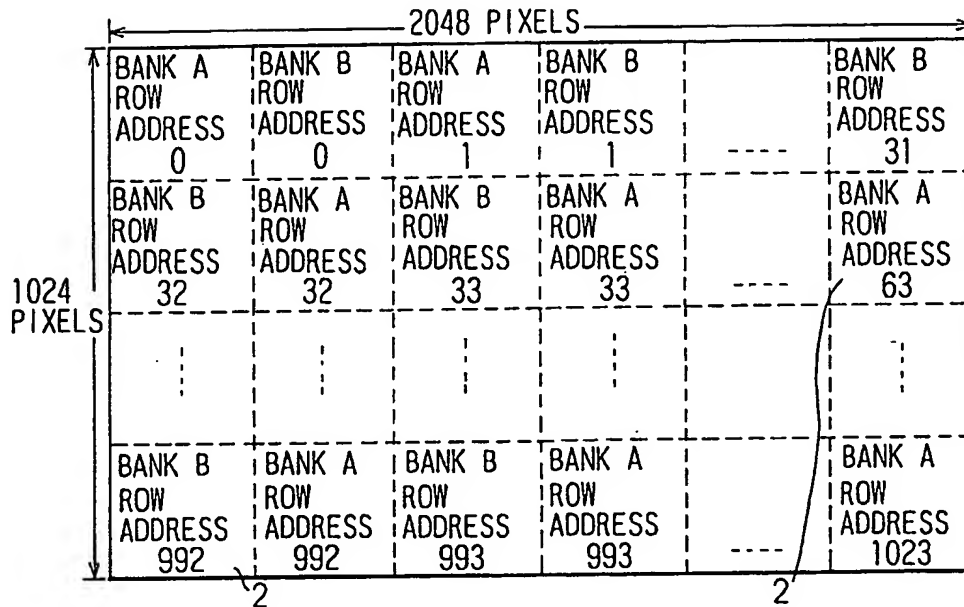 2048 PIXELS
BANK A BANK B BANK A BANK B BANK B
ROW ROW ROW ROW ROW
ADDRESS ADDRESS ADDRESS ADDRESS ADDRESS
0 0 1 1 ---- 31
BANK B BANK A BANK B BANK A BANK A
ROW ROW ROW ROW ROW
ADDRESS ADDRESS ADDRESS ADDRESS ADDRESS
32 32 33 33 ---- 63
1024
PIXELS
BANK B BANK A BANK B BANK A BANK A
ROW ROW ROW ROW ROW
ADDRESS ADDRESS ADDRESS ADDRESS ADDRESS
992 992 993 993 ---- 1023
2 2